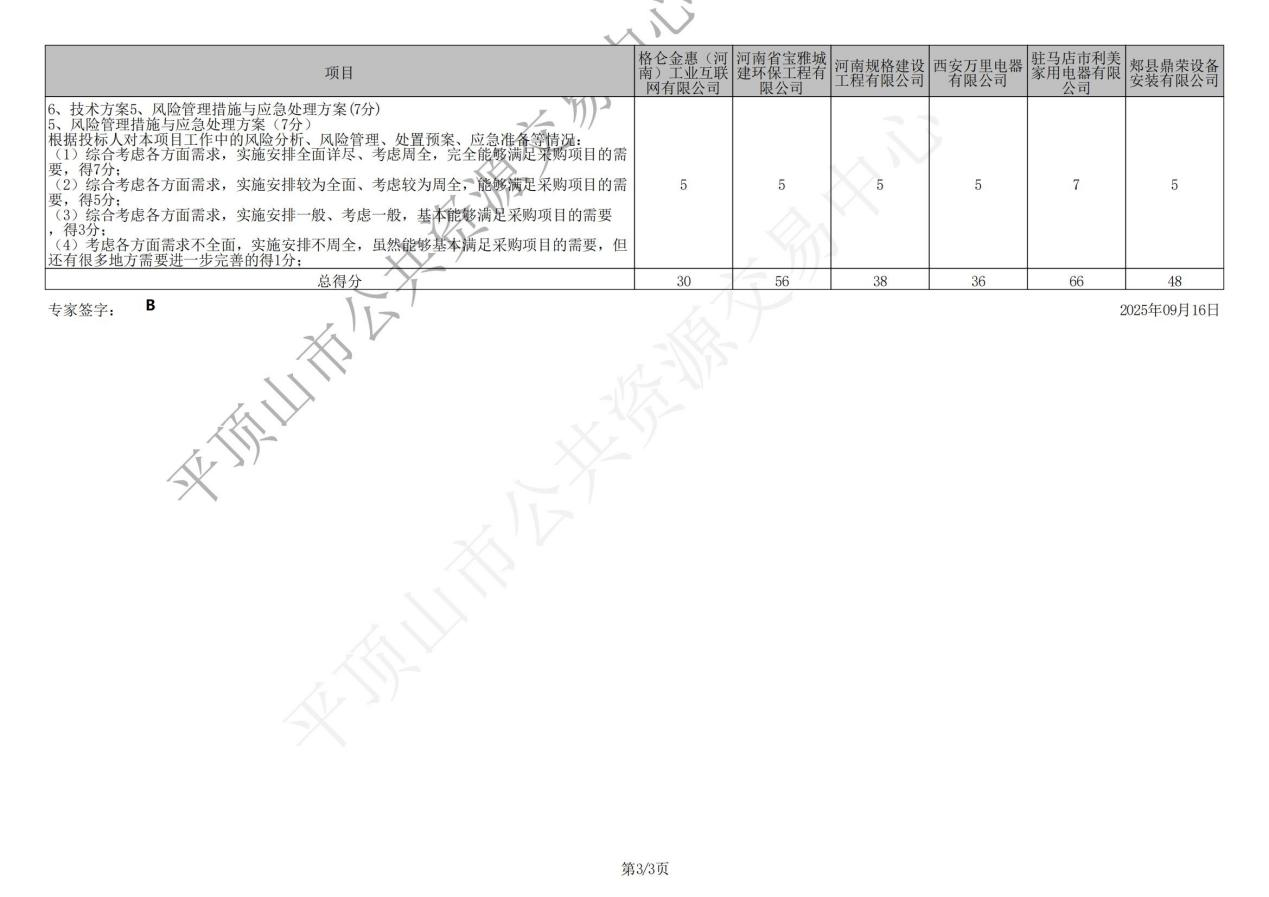 项目
格仑金惠（河
南）工业互联
网有限公司
河南省宝雅城
建环保工程有
限公司
河南规格建设
工程有限公司
西安万里电器
有限公司
驻马店市利美
家用电器有限
公司
郏县鼎荣设备
安装有限公司
6、技术方案5、风险管理措施与应急处理方案(7分)
5、风险管理措施与应急处理方案（7分）
根据投标人对本项目工作中的风险分析、风险管理、处置预案、应急准备等情况：
（1）综合考虑各方面需求，实施安排全面详尽、考虑周全，完全能够满足采购项目的需
要，得7分；
（2）综合考虑各方面需求，实施安排较为全面、考虑较为周全，能够满足采购项目的需
要，得5分；
（3）综合考虑各方面需求，实施安排一般、考虑一般，基本能够满足采购项目的需要
，得3分；
（4）考虑各方面需求不全面，实施安排不周全，虽然能够基本满足采购项目的需要，但
还有很多地方需要进一步完善的得1分；
5 5 5 5 7 5
总得分 30 56 38 36 66 48
专家签字： B 2025年09月16日
平顶山市公共资源交易中心
平顶山市公共资源交易中心
第3/3页